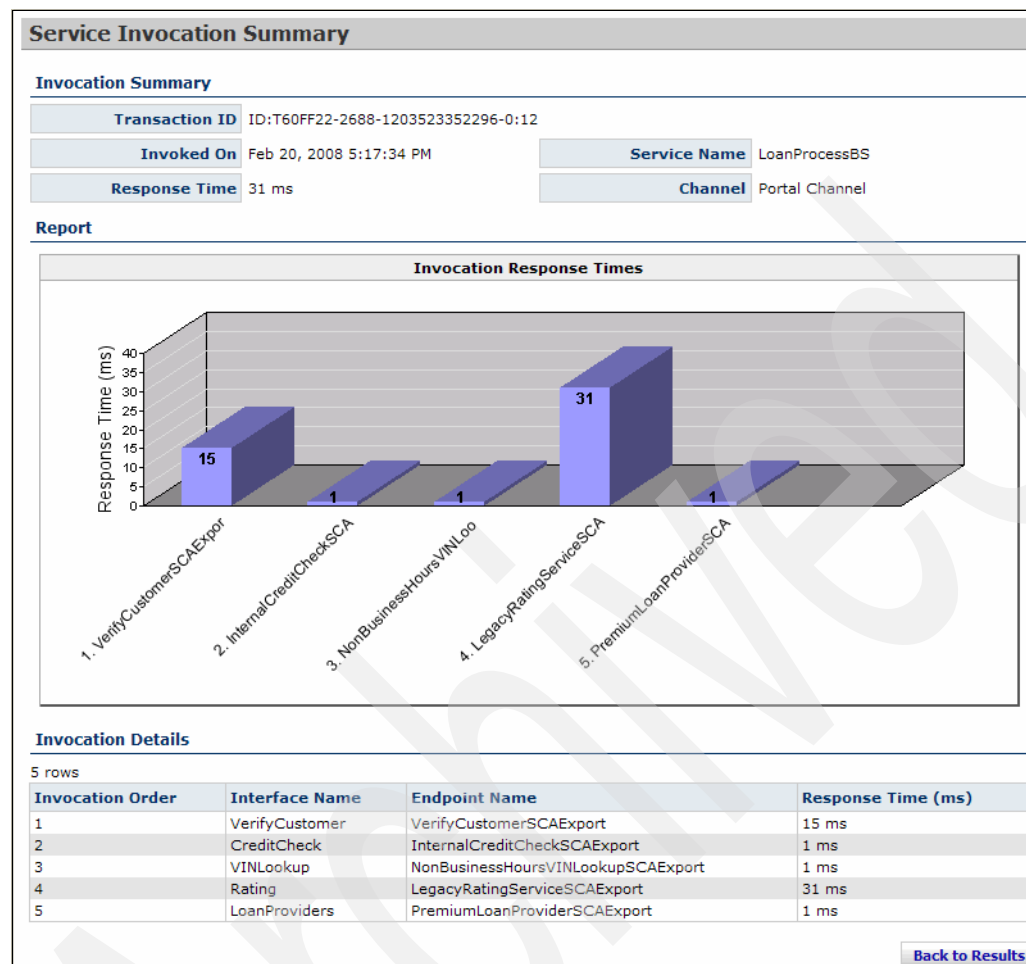 Service Invocation Summary
Invocation Summary
Transaction ID ID:T60FF22-2688-1203523352296-0:12
Invoked On Feb 20, 2008 5:17:34 PM Service Name LoanProcessBS
Response Time 31 ms Channel Portal Channel
Report
Invocation Response Times
Response Time (ms)
40
35
30
25
20
15
10
5
0
15
1
1
31
1
1. VerifyCustomerSCAExpor
2. InternalCreditCheckSCA
3. NonBusinessHoursVINLoo
4. LegacyRatingServiceSCA
5. PremiumLoanProviderSCA
Invocation Details
5 rows
Invocation Order Interface Name Endpoint Name Response Time (ms)
1 VerifyCustomer VerifyCustomerSCAExport 15 ms
2 CreditCheck InternalCreditCheckSCAExport 1 ms
3 VINLookup NonBusinessHoursVINLookupSCAExport 1 ms
4 Rating LegacyRatingServiceSCAExport 31 ms
5 LoanProviders PremiumLoanProviderSCAExport 1 ms
Back to Results
Archived